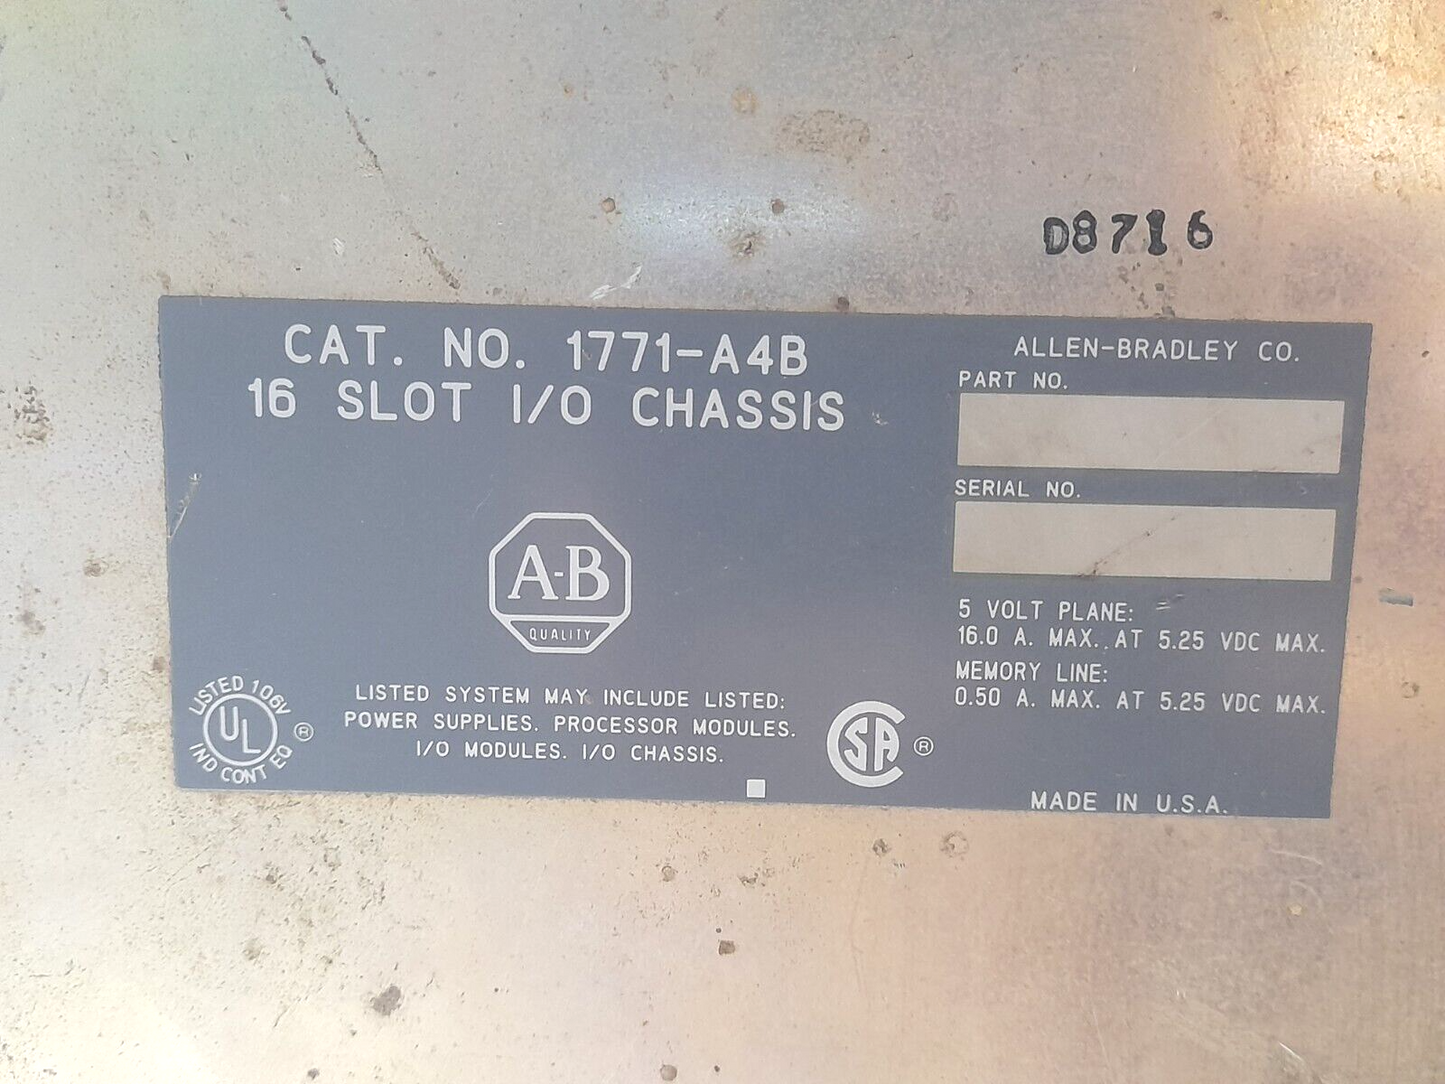 D8716
CAT. NO. 1771-A4B
16 SLOT I/O CHASSIS
A-B
QUALITY
LISTED 106V
UL ®
IND CONT EQ
LISTED SYSTEM MAY INCLUDE LISTED:
POWER SUPPLIES. PROCESSOR MODULES.
I/O MODULES. I/O CHASSIS.
SA ®
ALLEN-BRADLEY CO.
PART NO.
SERIAL NO.
5 VOLT PLANE:
16.0 A. MAX. AT 5.25 VDC MAX.
MEMORY LINE:
0.50 A. MAX. AT 5.25 VDC MAX.
MADE IN U.S.A.